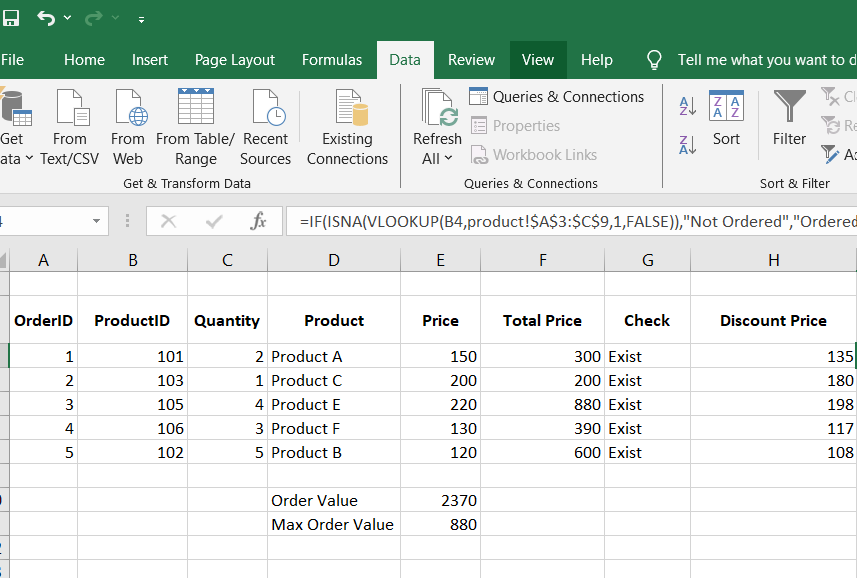 File Home Insert Page Layout Formulas Data Review View Help Tell me what you want to d
Get From From From Table/ Recent Existing Refresh Queries & Connections Sort Filter
Text/CSV Web Range Sources Connections All Properties
Workbook Links
Get & Transform Data Queries & Connections Sort & Filter
fx =IF(ISNA(VLOOKUP(B4,product!$A$3:$C$9,1,FALSE)),"Not Ordered","Ordered
A B C D E F G H
OrderID ProductID Quantity Product Price Total Price Check Discount Price
1 101 2 Product A 150 300 Exist 135
2 103 1 Product C 200 200 Exist 180
3 105 4 Product E 220 880 Exist 198
4 106 3 Product F 130 390 Exist 117
5 102 5 Product B 120 600 Exist 108
Order Value 2370
Max Order Value 880